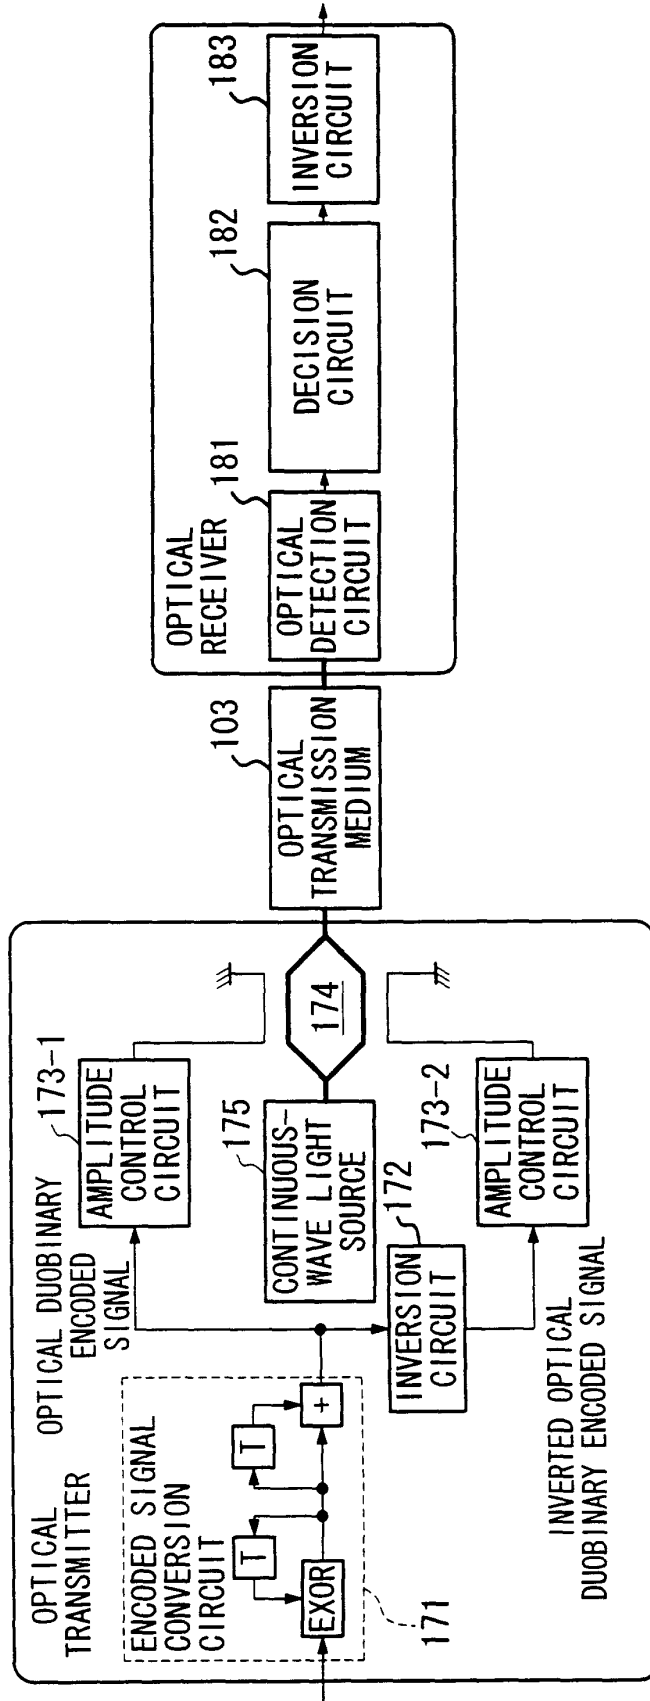 OPTICAL
TRANSMITTER
ENCODED SIGNAL
CONVERSION
CIRCUIT
EXOR
T
T
+
171
OPTICAL DUOBINARY
ENCODED
SIGNAL
173-1
AMPLITUDE
CONTROL
CIRCUIT
175
CONTINUOUS-
WAVE LIGHT
SOURCE
174
172
INVERSION
CIRCUIT
173-2
AMPLITUDE
CONTROL
CIRCUIT
INVERTED OPTICAL
DUOBINARY ENCODED SIGNAL
103
OPTICAL
TRANSMISSION
MEDIUM
OPTICAL
RECEIVER
181
OPTICAL
DETECTION
CIRCUIT
182
DECISION
CIRCUIT
183
INVERSION
CIRCUIT